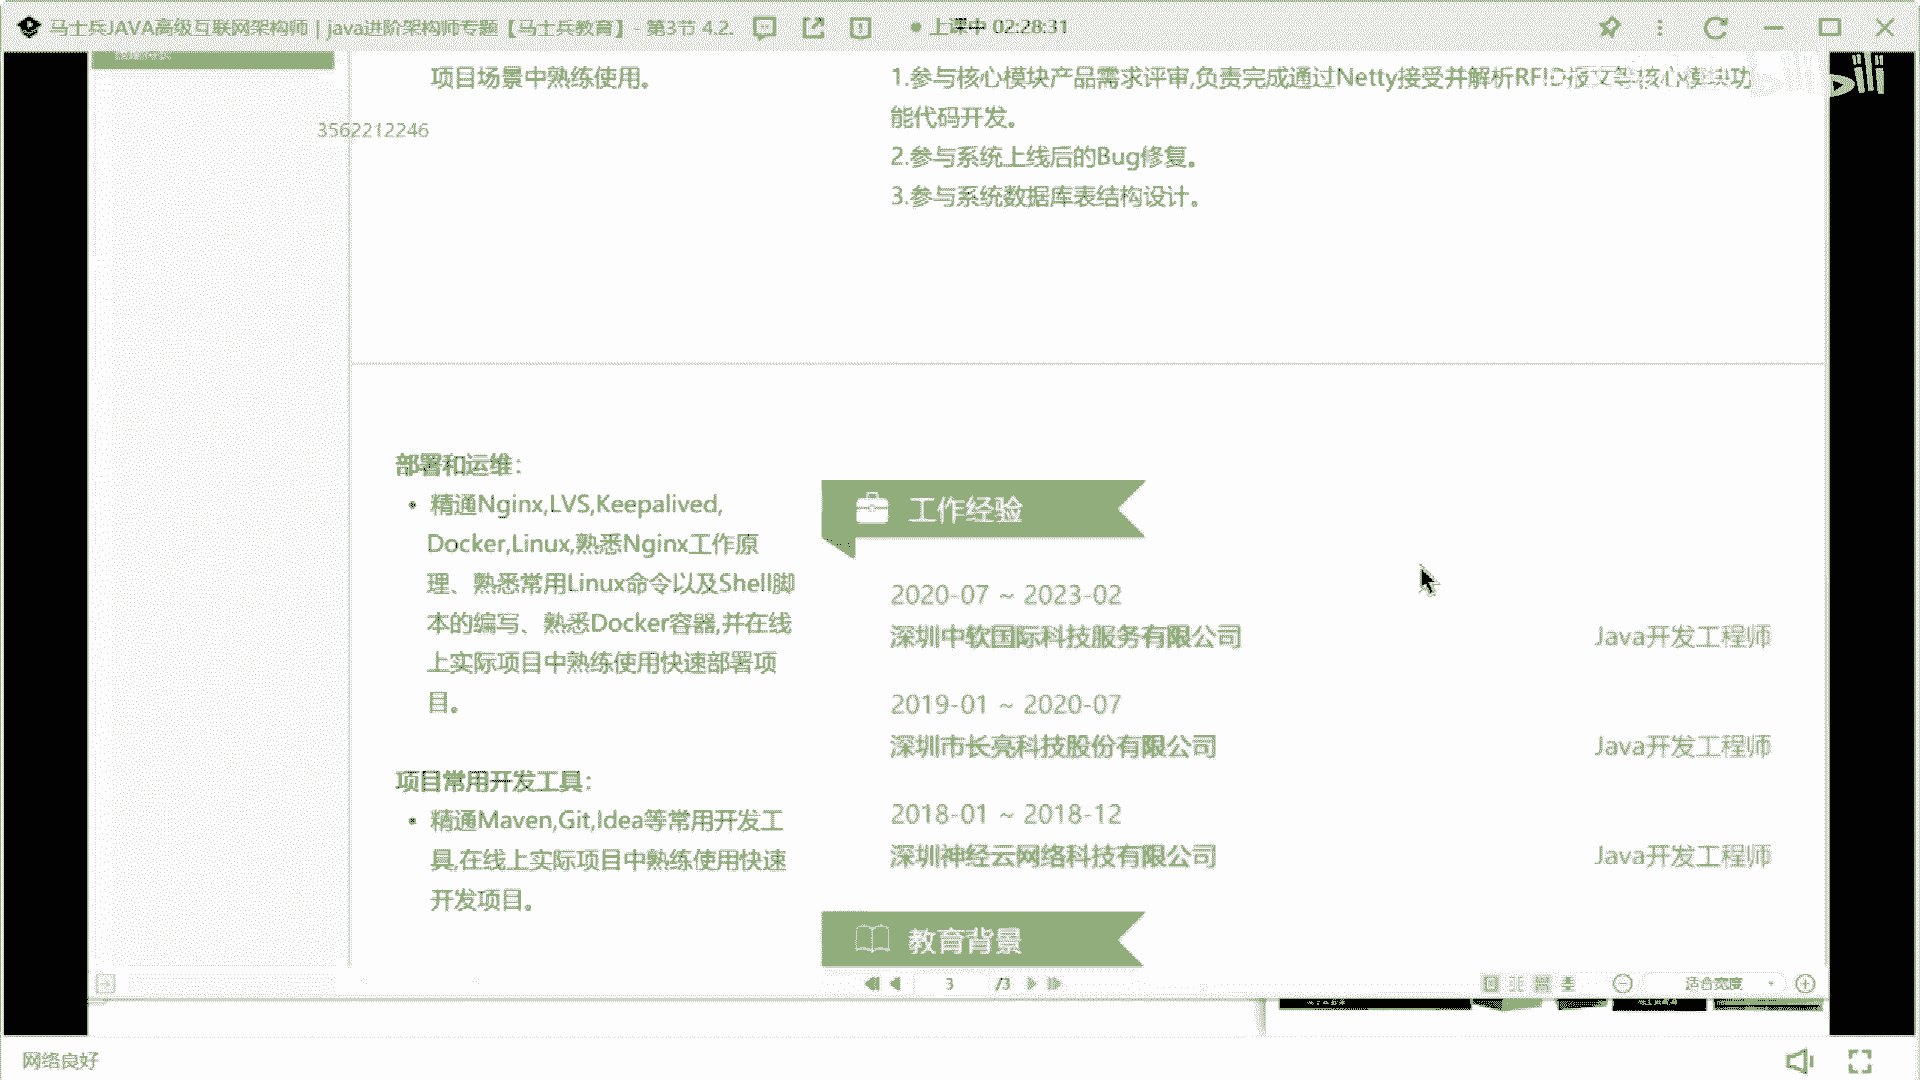 马士兵JAVA高级互联网架构师 | java进阶架构师专题【马士兵教育】 - 第3节 4.2.
上课中 02:28:31
项目场景中熟练使用。
3562212246
1.参与核心模块产品需求评审,负责完成通过Netty接受并解析RFID报文等核心模块功
能代码开发。
2.参与系统上线后的Bug修复。
3.参与系统数据库表结构设计。
部署和运维：
• 精通Nginx,LVS,Keepalived,
Docker,Linux,熟悉Nginx工作原
理、熟悉常用Linux命令以及Shell脚
本的编写、熟悉Docker容器,并在线
上实际项目中熟练使用快速部署项
目。
项目常用开发工具：
• 精通Maven,Git,Idea等常用开发工
具,在线上实际项目中熟练使用快速
开发项目。
工作经验
2020-07 ~ 2023-02
深圳中软国际科技服务有限公司 Java开发工程师
2019-01 ~ 2020-07
深圳市长亮科技股份有限公司 Java开发工程师
2018-01 ~ 2018-12
深圳神经云网络科技有限公司 Java开发工程师
教育背景
3 /3
适合宽度
网络良好